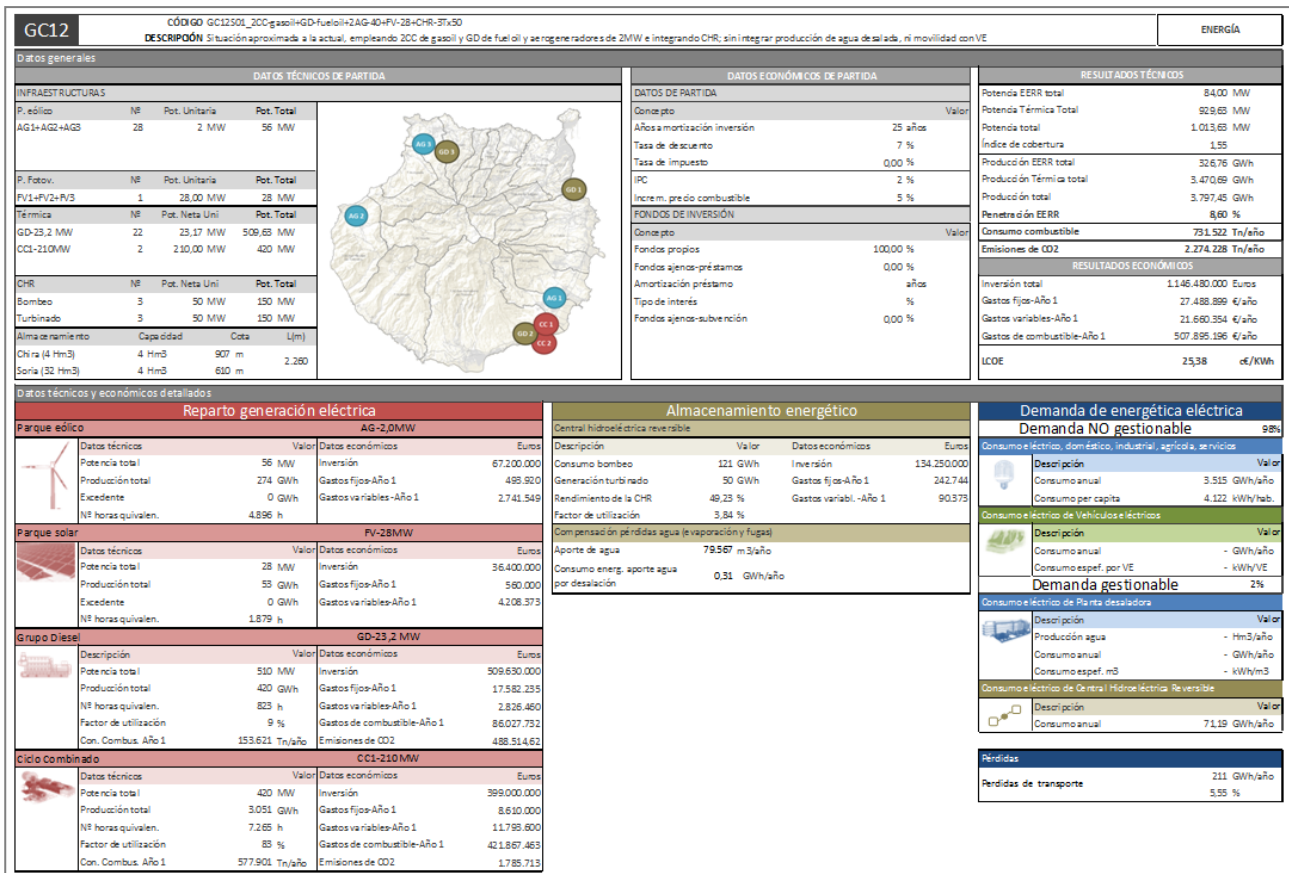 GC12
CÓDIGO GC12S01_2CC-gasoil+GD-fueloil+2AG-40+FV-28+CHR-3Tx50
DESCRIPCIÓN Situación aproximada a la actual, empleando 2CC de gasoil y GD de fueloil y aerogeneradores de 2MW e integrando CHR; sin integrar producción de agua desalada, ni movilidad con VE
ENERGÍA
Datos generales
DATOS TÉCNICOS DE PARTIDA
INFRAESTRUCTURAS
P. eólico Nº Pot. Unitaria Pot. Total
AG1+AG2+AG3 28 2 MW 56 MW
P. Fotov. Nº Pot. Unitaria Pot. Total
FV1+FV2+FV3 1 28,00 MW 28 MW
Térmica Nº Pot. Neta Uni Pot. Total
GD-23,2 MW 22 23,17 MW 509,63 MW
CC1-210MW 2 210,00 MW 420 MW
CHR Nº Pot. Neta Uni Pot. Total
Bombeo 3 50 MW 150 MW
Turbinado 3 50 MW 150 MW
Almacenamiento Capacidad Cota L(m)
Chira (4 Hm3) 4 Hm3 907 m
2.260
Soria (32 Hm3) 4 Hm3 610 m
AG 3
GD 3
GD 1
AG 2
AG 1
CC 1
GD 2
CC 2
DATOS ECONÓMICOS DE PARTIDA
DATOS DE PARTIDA
Concepto Valor
Años amortización inversión 25 años
Tasa de descuento 7 %
Tasa de impuesto 0,00 %
IPC 2 %
Increm. precio combustible 5 %
FONDOS DE INVERSIÓN
Concepto Valor
Fondos propios 100,00 %
Fondos ajenos-préstamos 0,00 %
Amortización préstamo años
Tipo de interés %
Fondos ajenos-subvención 0,00 %
RESULTADOS TÉCNICOS
Potencia EERR total 84,00 MW
Potencia Térmica Total 929,63 MW
Potencia total 1.013,63 MW
Índice de cobertura 1,55
Producción EERR total 326,76 GWh
Producción Térmica total 3.470,69 GWh
Producción total 3.797,45 GWh
Penetración EERR 8,60 %
Consumo combustible 731.522 Tn/año
Emisiones de CO2 2.274.228 Tn/año
RESULTADOS ECONÓMICOS
Inversión total 1.146.480.000 Euros
Gastos fijos-Año 1 27.488.899 €/año
Gastos variables-Año 1 21.660.354 €/año
Gastos de combustible-Año 1 507.895.196 €/año
LCOE 25,38 c€/KWh
Datos técnicos y económicos detallados
Reparto generación eléctrica
Parque eólico AG-2,0MW
Datos técnicos Valor Datos económicos Euros
Potencia total 56 MW Inversión 67.200.000
Producción total 274 GWh Gastos fijos-Año 1 493.920
Excedente 0 GWh Gastos variables-Año 1 2.741.549
Nº horas quivalen. 4.896 h
Parque solar FV-28MW
Datos técnicos Valor Datos económicos Euros
Potencia total 28 MW Inversión 36.400.000
Producción total 53 GWh Gastos fijos-Año 1 560.000
Excedente 0 GWh Gastos variables-Año 1 4.208.373
Nº horas quivalen. 1.879 h
Grupo Diesel GD-23,2 MW
Descripción Valor Datos económicos Euros
Potencia total 510 MW Inversión 509.630.000
Producción total 420 GWh Gastos fijos-Año 1 17.582.235
Nº horas quivalen. 823 h Gastos variables-Año 1 2.826.460
Factor de utilización 9 % Gastos de combustible-Año 1 86.027.732
Con. Combus. Año 1 153.621 Tn/año Emisiones de CO2 488.514,62
Ciclo Combinado CC1-210MW
Datos técnicos Valor Datos económicos Euros
Potencia total 420 MW Inversión 399.000.000
Producción total 3.051 GWh Gastos fijos-Año 1 8.610.000
Nº horas quivalen. 7.265 h Gastos variables-Año 1 11.793.600
Factor de utilización 83 % Gastos de combustible-Año 1 421.867.463
Con. Combus. Año 1 577.901 Tn/año Emisiones de CO2 1.785.713
Almacenamiento energético
Central hidroeléctrica reversible
Descripción Valor Datos económicos Euros
Consumo bombeo 121 GWh Inversión 134.250.000
Generación turbinado 50 GWh Gastos fijos-Año 1 242.744
Rendimiento de la CHR 49,23 % Gastos variabl. -Año 1 90.373
Factor de utilización 3,84 %
Compensación pérdidas agua (evaporación y fugas)
Aporte de agua 79.567 m3/año
Consumo energ. aporte agua
por desalación 0,31 GWh/año
Demanda de energética eléctrica
Demanda NO gestionable 98%
Consumo eléctrico, doméstico, industrial, agrícola, servicios
Descripción Valor
Consumo anual 3.515 GWh/año
Consumo per capita 4.122 kWh/hab.
Consumo eléctrico de Vehículos eléctricos
Descripción Valor
Consumo anual - GWh/año
Consumo espef. por VE - kWh/VE
Demanda gestionable 2%
Consumo eléctrico de Planta desaladora
Descripción Valor
Producción agua - Hm3/año
Consumo anual - GWh/año
Consumo espef. m3 - kWh/m3
Consumo eléctrico de Central Hidroeléctrica Reversible
Descripción Valor
Consumo anual 71,19 GWh/año
Pérdidas
Perdidas de transporte 211 GWh/año
5,55 %